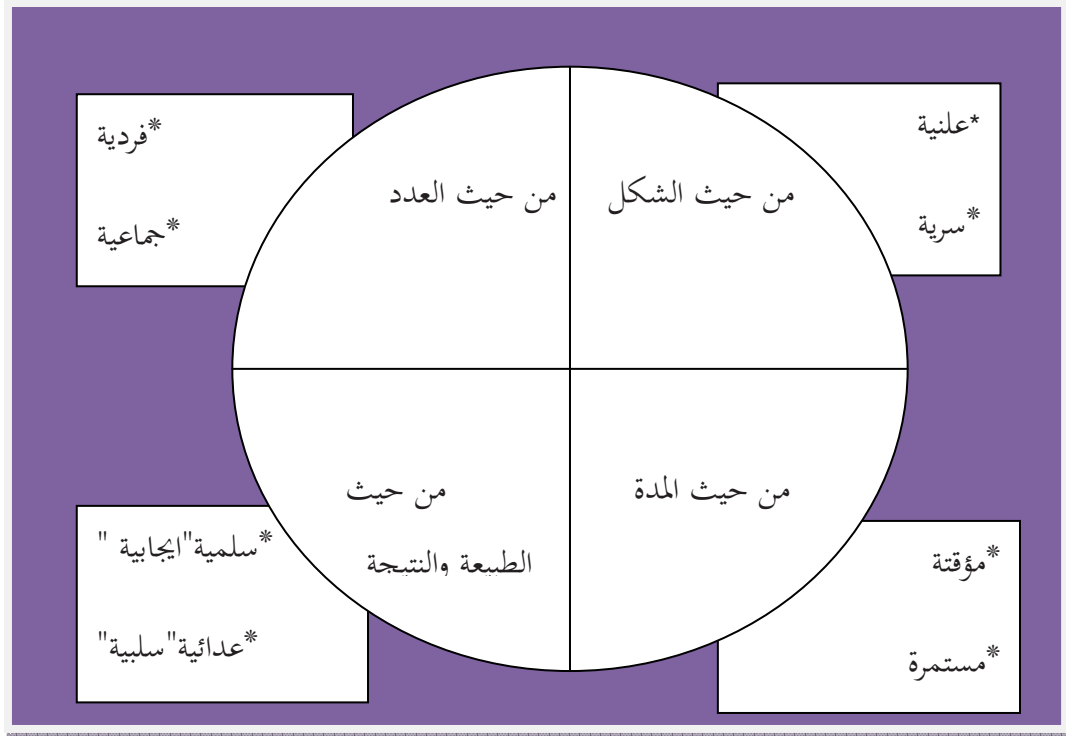 *علنية
*سرية
من حيث الشكل
من حيث العدد
*فردية
*جماعية
من حيث المدة
*مؤقتة
*مستمرة
من حيث
الطبيعة والنتيجة
*سلمية"ايجابية "
*عدائية"سلبية"